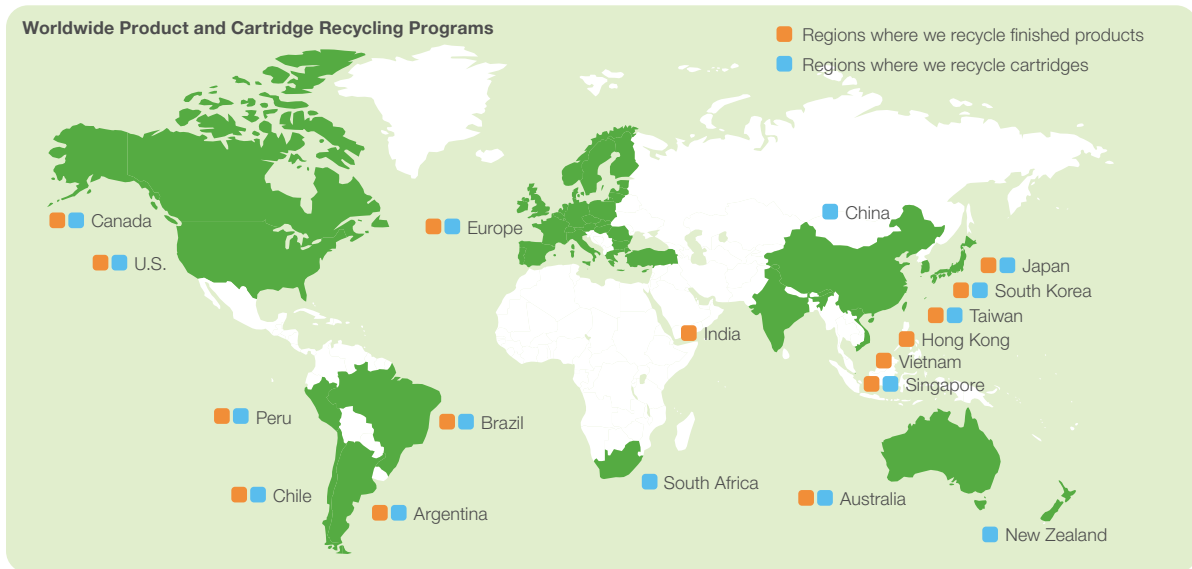 Worldwide Product and Cartridge Recycling Programs
Regions where we recycle finished products
Regions where we recycle cartridges
Canada
U.S.
Europe
China
Japan
South Korea
Taiwan
India
Hong Kong
Vietnam
Singapore
Peru
Brazil
Chile
Argentina
South Africa
Australia
New Zealand